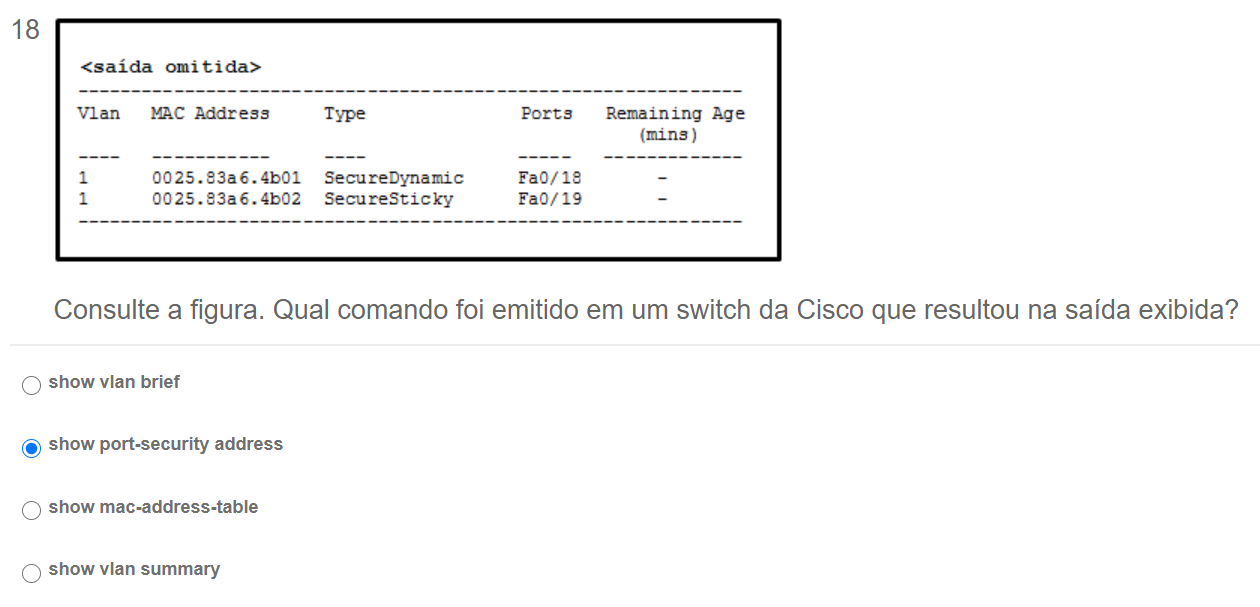 18
<saída omitida>
------------------------------------------------------------------
Vlan MAC Address Type Ports Remaining Age
(mins)
---- ----------- ---- ----- -------------
1 0025.83a6.4b01 SecureDynamic Fa0/18 -
1 0025.83a6.4b02 SecureSticky Fa0/19 -
------------------------------------------------------------------
Consulte a figura. Qual comando foi emitido em um switch da Cisco que resultou na saída exibida?
show vlan brief
show port-security address
show mac-address-table
show vlan summary